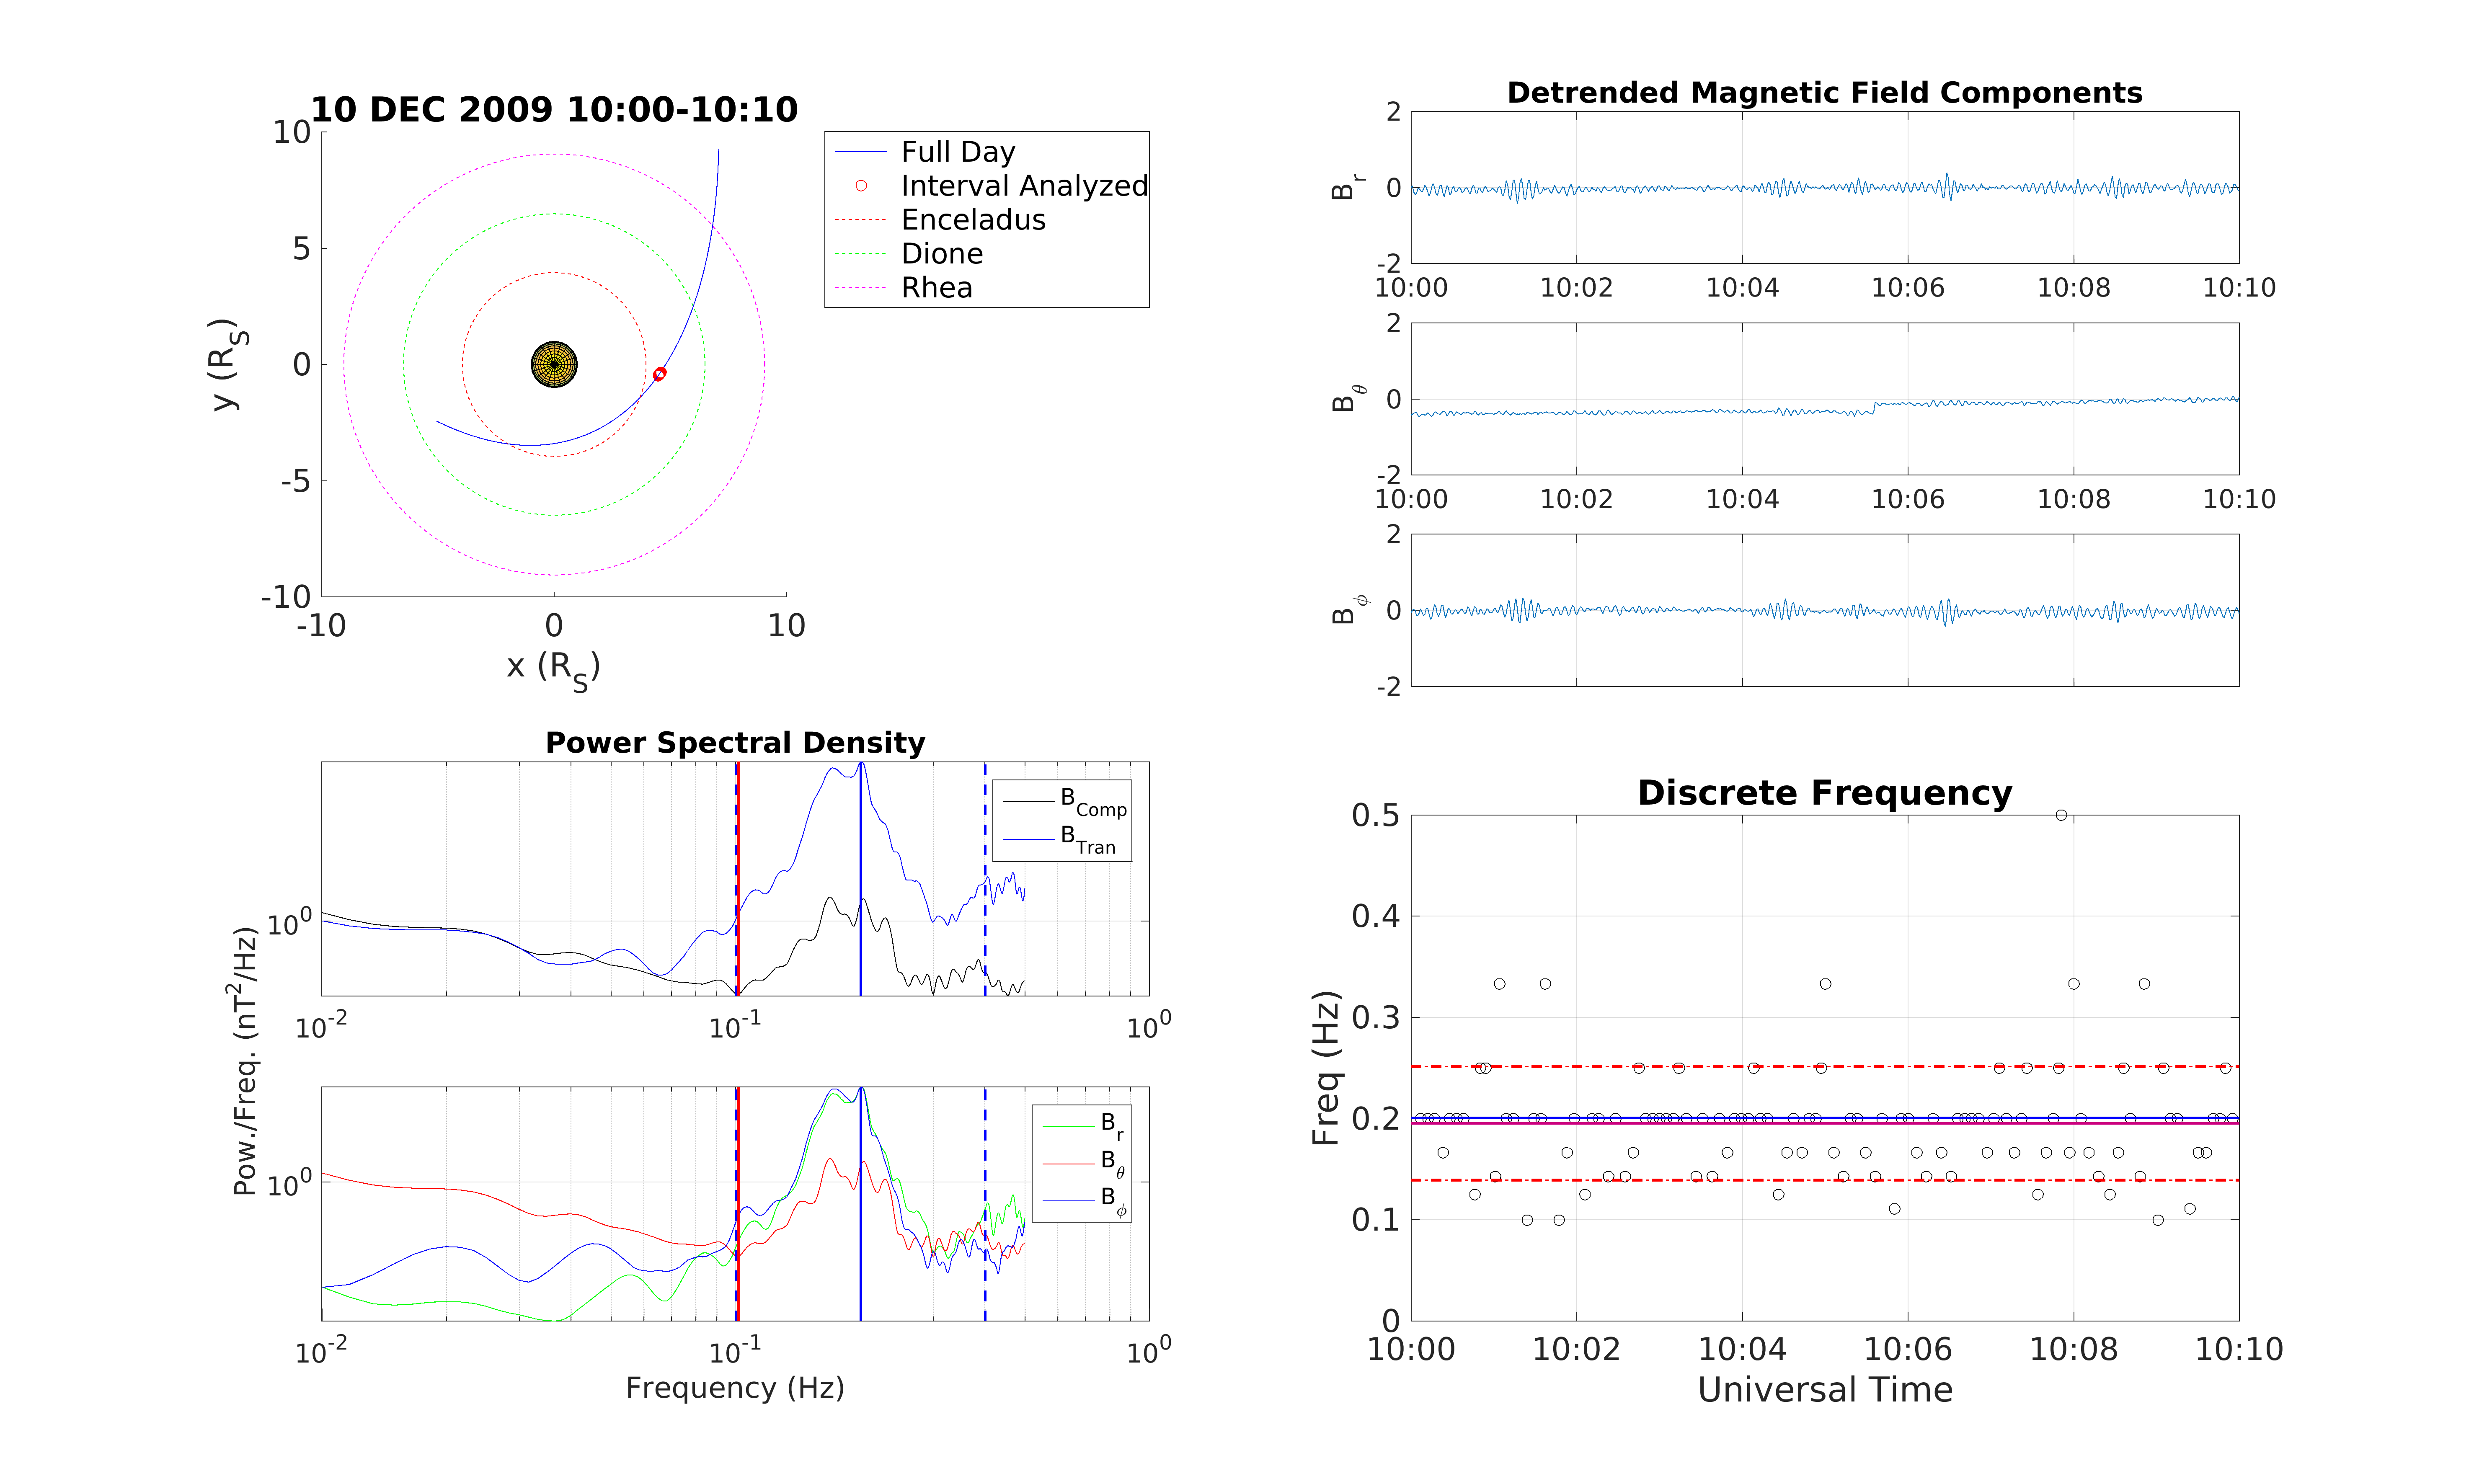 10 DEC 2009 10:00-10:10
10
5
0
-5
-10
-10 0 10
y (R_S)
x (R_S)
Full Day
Interval Analyzed
Enceladus
Dione
Rhea
Detrended Magnetic Field Components
2
0
-2
B_r
10:00 10:02 10:04 10:06 10:08 10:10
2
0
-2
B_θ
10:00 10:02 10:04 10:06 10:08 10:10
2
0
-2
B_ϕ
Power Spectral Density
10^0
B_Comp
B_Tran
10^-2 10^-1 10^0
Pow./Freq. (nT^2/Hz)
10^0
B_r
B_θ
B_ϕ
10^-2 10^-1 10^0
Frequency (Hz)
Discrete Frequency
0.5
0.4
0.3
0.2
0.1
0
Freq (Hz)
10:00 10:02 10:04 10:06 10:08 10:10
Universal Time